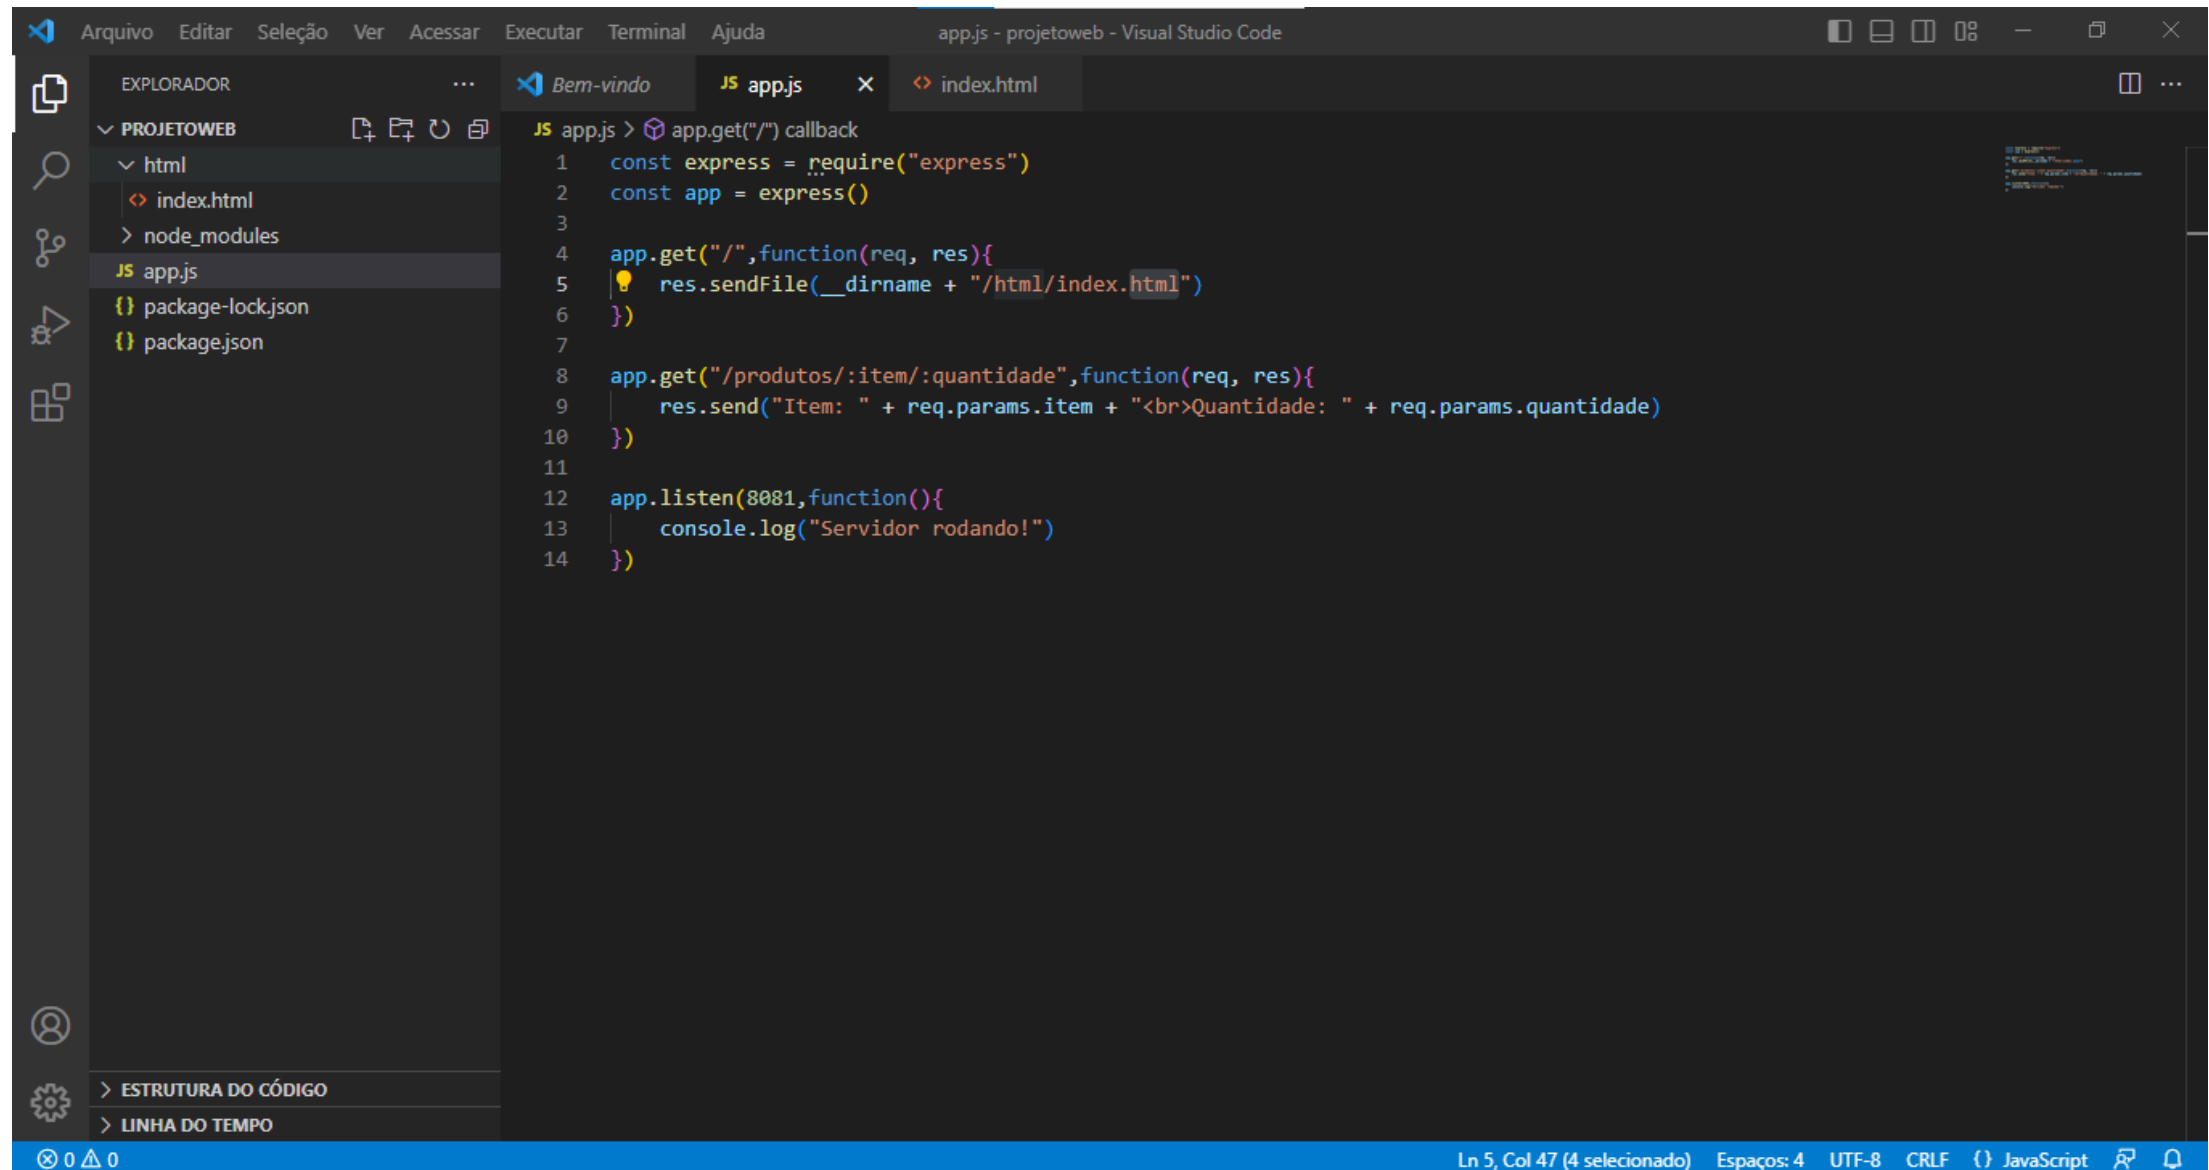 Arquivo Editar Seleção Ver Acessar Executar Terminal Ajuda app.js - projetoweb - Visual Studio Code
EXPLORADOR
PROJETOWEB
html
index.html
node_modules
JS app.js
{} package-lock.json
{} package.json
ESTRUTURA DO CÓDIGO
LINHA DO TEMPO
Bem-vindo JS app.js <> index.html
JS app.js > app.get("/") callback
1 const express = require("express")
2 const app = express()
3
4 app.get("/",function(req, res){
5 res.sendFile(__dirname + "/html/index.html")
6 })
7
8 app.get("/produtos/:item/:quantidade",function(req, res){
9 res.send("Item: " + req.params.item + "<br>Quantidade: " + req.params.quantidade)
10 })
11
12 app.listen(8081,function(){
13 console.log("Servidor rodando!")
14 })
0 0 Ln 5, Col 47 (4 selecionado) Espaços: 4 UTF-8 CRLF {} JavaScript